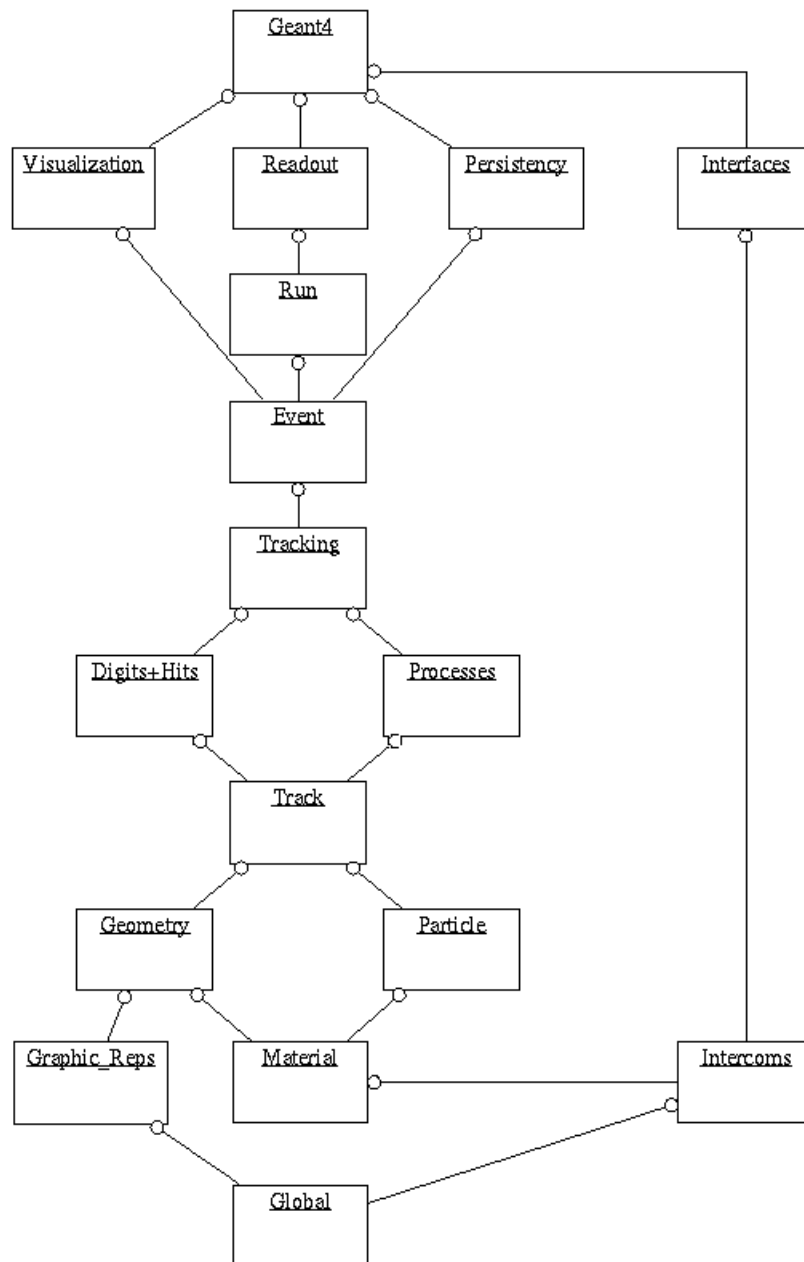 Geant4
Visualization
Readout
Persistency
Interfaces
Run
Event
Tracking
Digits+Hits
Processes
Track
Geometry
Particle
Graphic_Reps
Material
Intercoms
Global